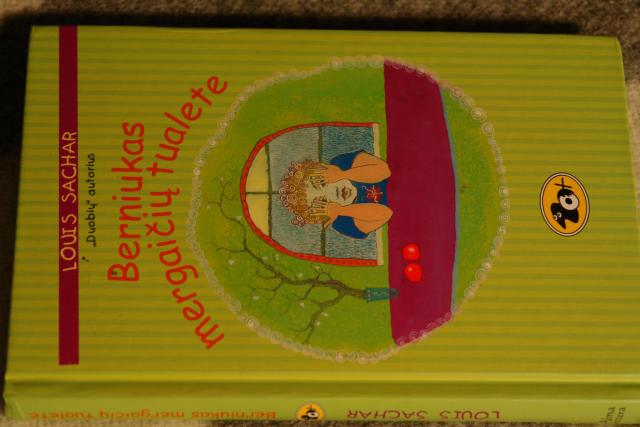 LOUIS SACHAR
„Duobių“ autorius
Berniukas
mergaičių tualete
LOUIS SACHAR
Berniukas mergaičių tualete